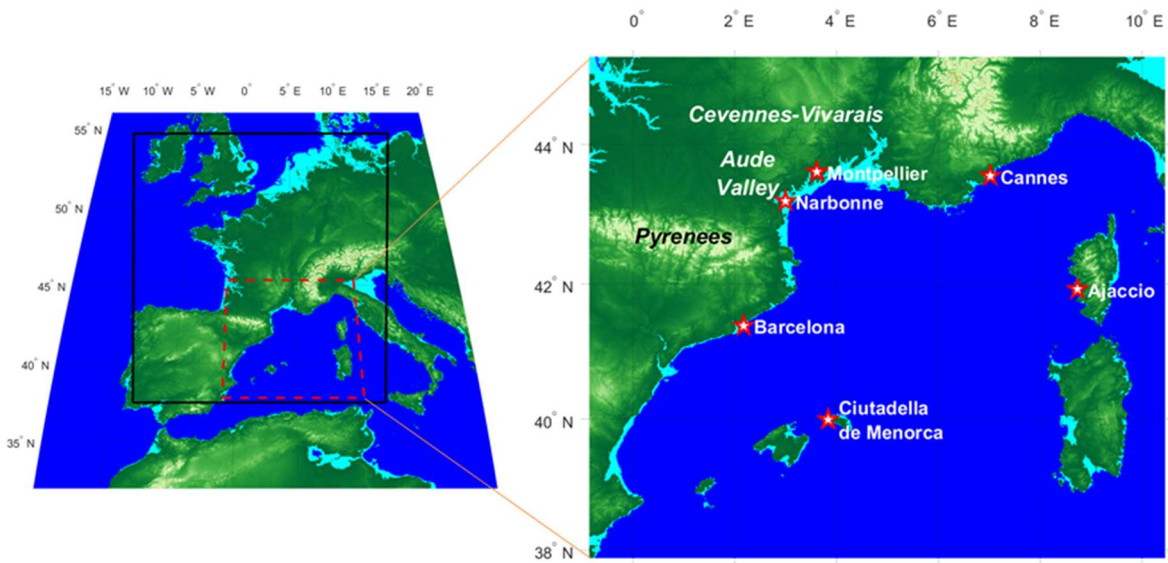 0° 2° E 4° E 6° E 8° E 10° E
15° W 10° W 5° W 0° 5° E 10° E 15° E 20° E
55° N
50° N
45° N
40° N
35° N
44° N
42° N
40° N
38° N
Cevennes-Vivarais
Aude
Valley
Montpellier
Cannes
Narbonne
Pyrenees
Ajaccio
Barcelona
Ciutadella
de Menorca